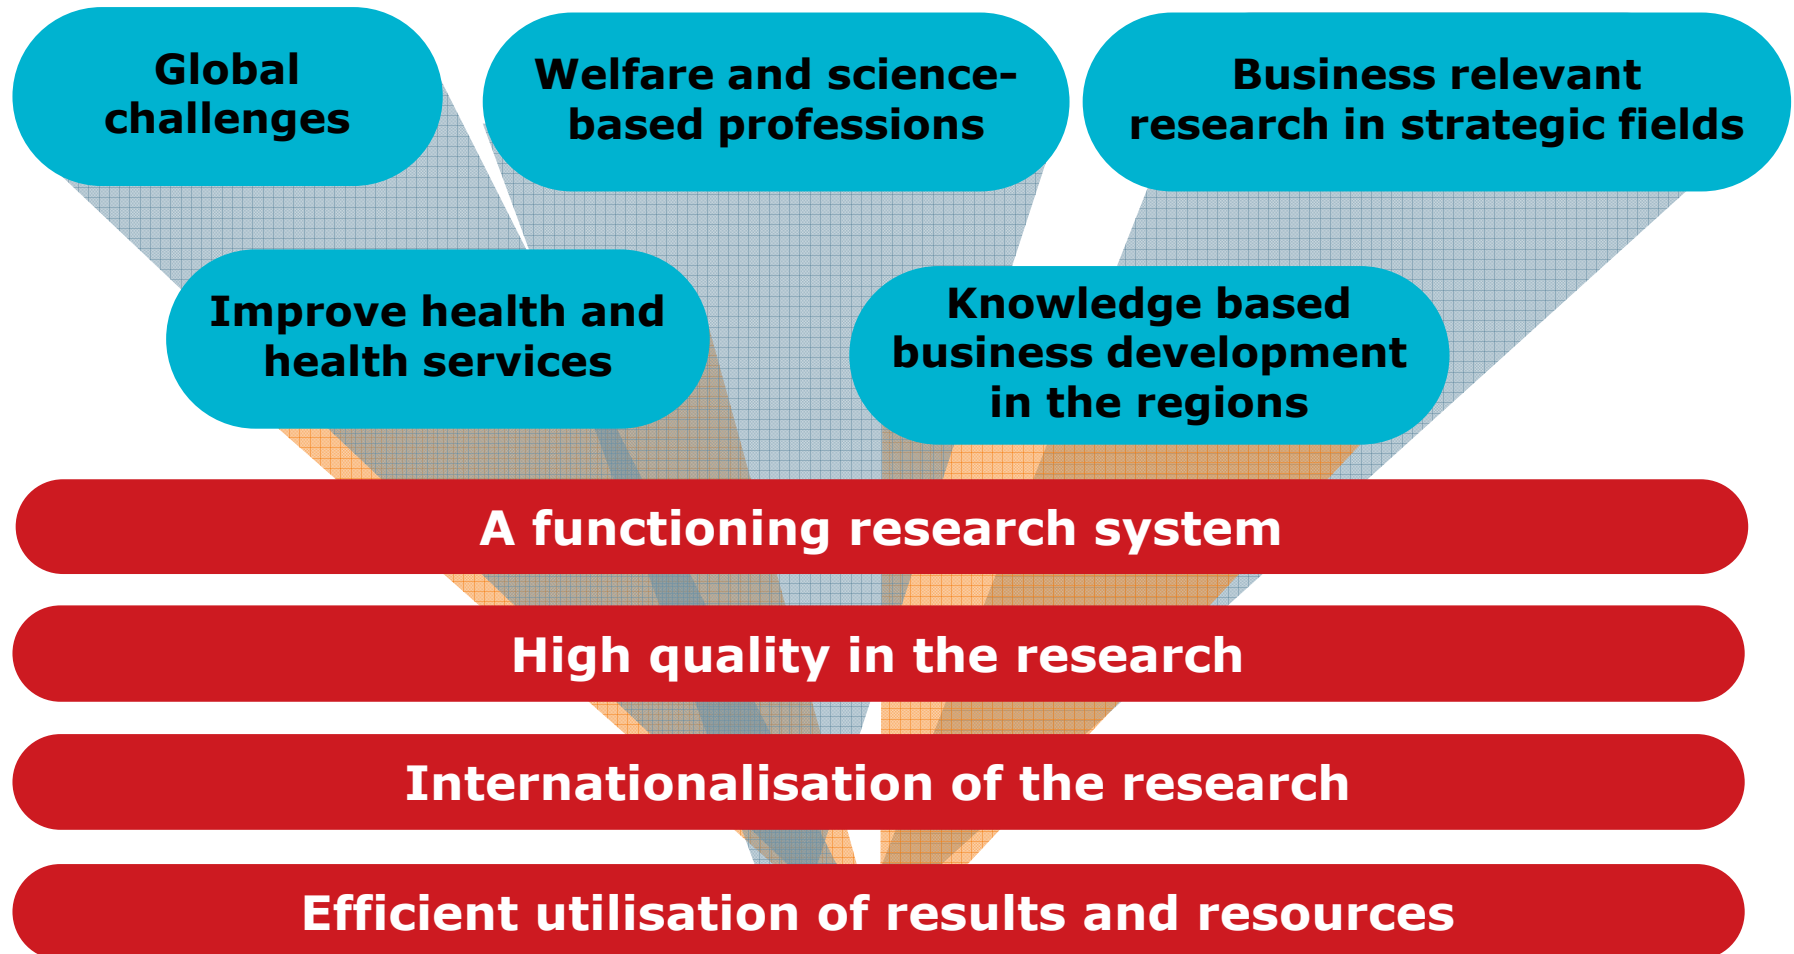 Global
challenges
Welfare and science-
based professions
Business relevant
research in strategic fields
Improve health and
health services
Knowledge based
business development
in the regions
A functioning research system
High quality in the research
Internationalisation of the research
Efficient utilisation of results and resources